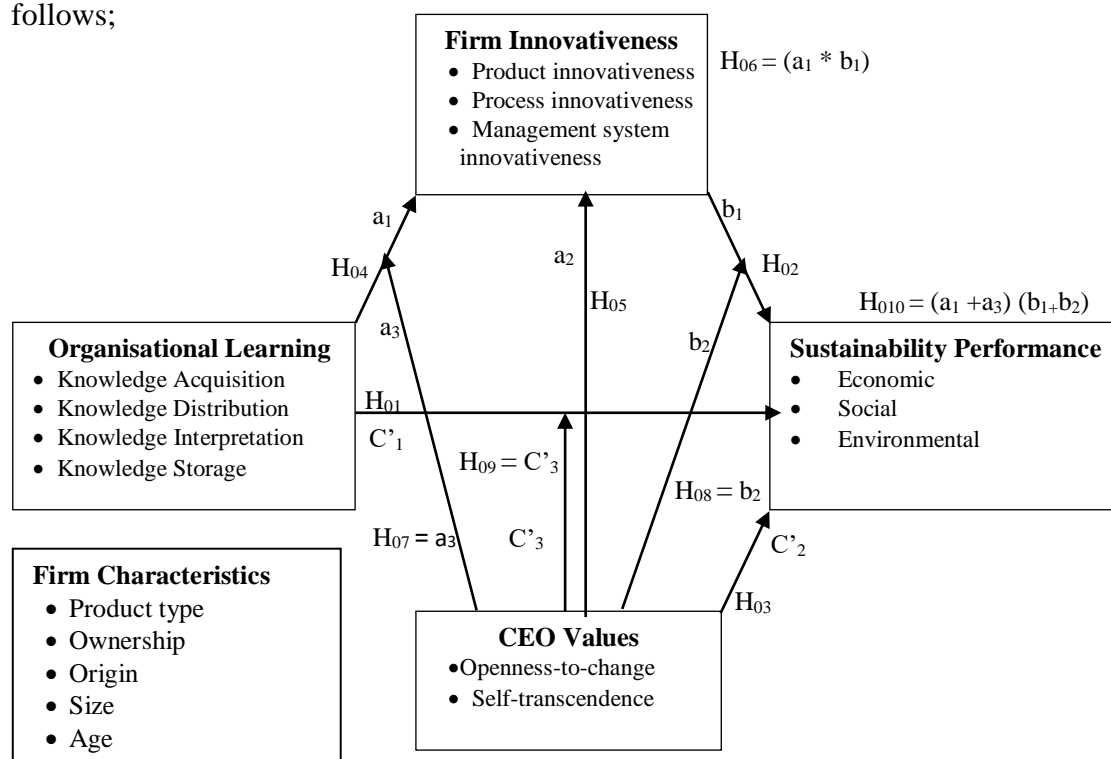 follows;
Firm Innovativeness
• Product innovativeness
• Process innovativeness
• Management system
innovativeness
H06 = (a1 * b1)
a1
b1
H04
a2
H02
H05
H010 = (a1 +a3) (b1+b2)
a3
b2
Organisational Learning
• Knowledge Acquisition
• Knowledge Distribution
• Knowledge Interpretation
• Knowledge Storage
Sustainability Performance
• Economic
• Social
• Environmental
H01
C’1
H09 = C’3
H08 = b2
H07 = a3
C’3
C’2
H03
Firm Characteristics
• Product type
• Ownership
• Origin
• Size
• Age
CEO Values
•Openness-to-change
• Self-transcendence